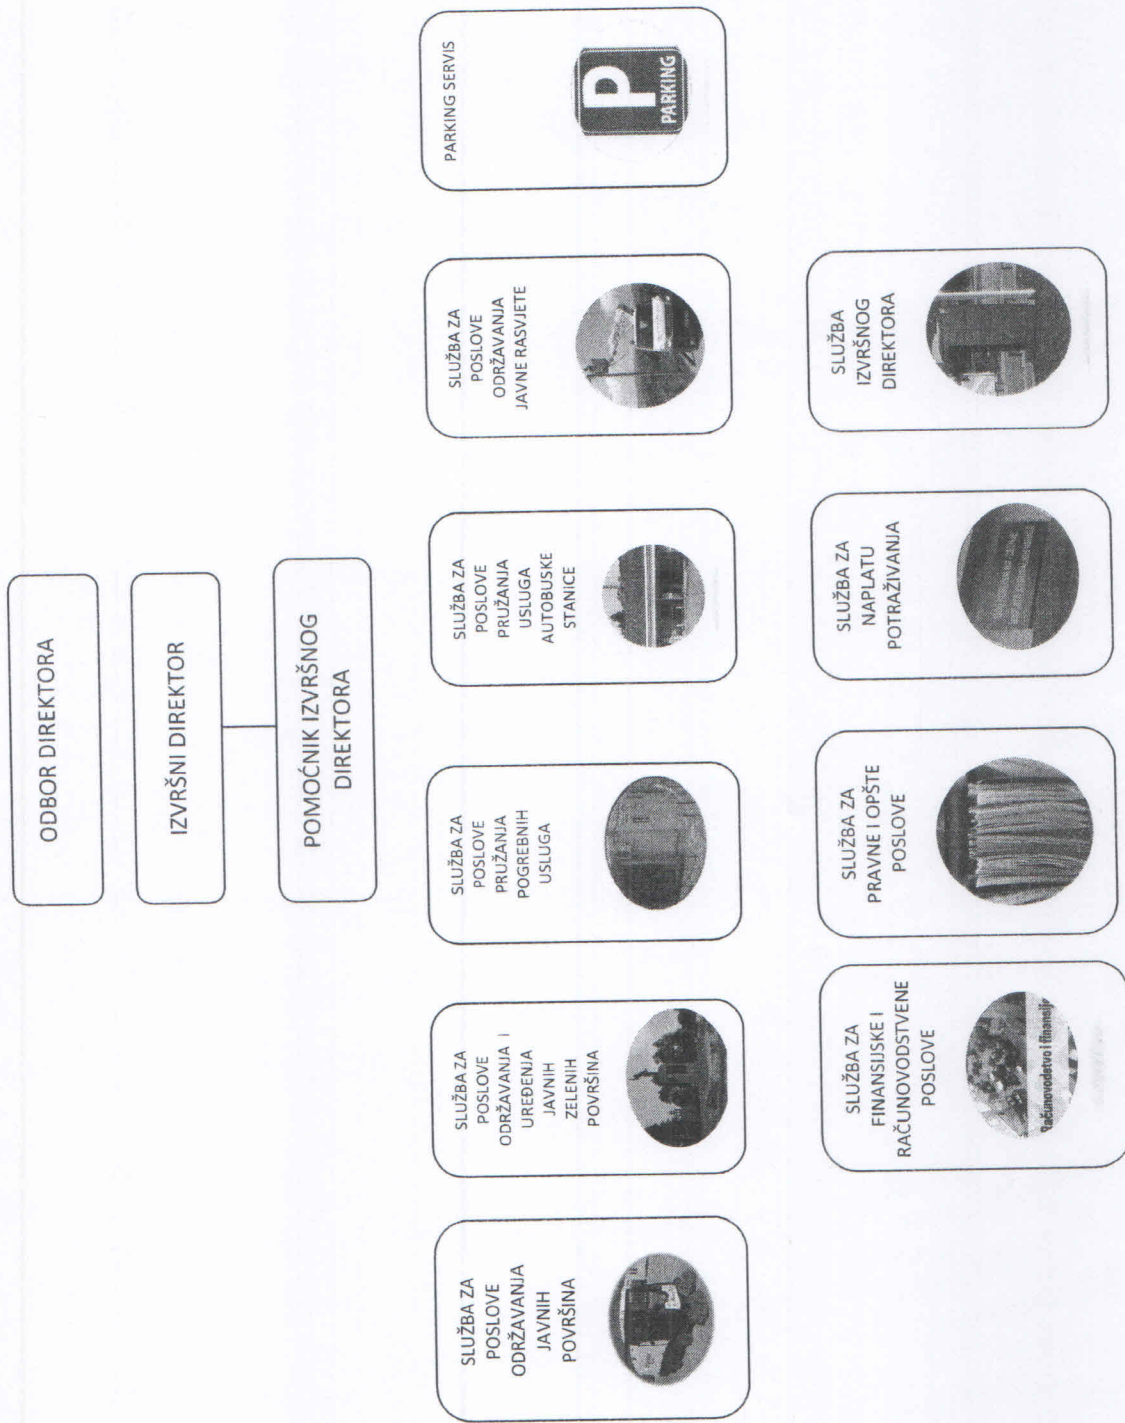 ODBOR DIREKTORA
IZVRŠNI DIREKTOR
POMOĆNIK IZVRŠNOG
DIREKTORA
SLUŽBA ZA
POSLOVE
ODRŽAVANJA
JAVNIH
POVRŠINA
SLUŽBA ZA
POSLOVE
ODRŽAVANJA I
UREĐENJA
JAVNIH
ZELENIH
POVRŠINA
SLUŽBA ZA
POSLOVE
PRUŽANJA
POGREBNIH
USLUGA
SLUŽBA ZA
POSLOVE
PRUŽANJA
USLUGA
AUTOBUSKE
STANICE
SLUŽBA ZA
POSLOVE
ODRŽAVANJA
JAVNE RASVJETE
PARKING SERVIS
P
PARKING
SLUŽBA ZA
FINANSIJSKE I
RAČUNOVODSTVENE
POSLOVE
Računovodstvo i finansije
SLUŽBA ZA
PRAVNE I OPŠTE
POSLOVE
SLUŽBA ZA
NAPLATU
POTRAŽIVANJA
SLUŽBA
IZVRŠNOG
DIREKTORA